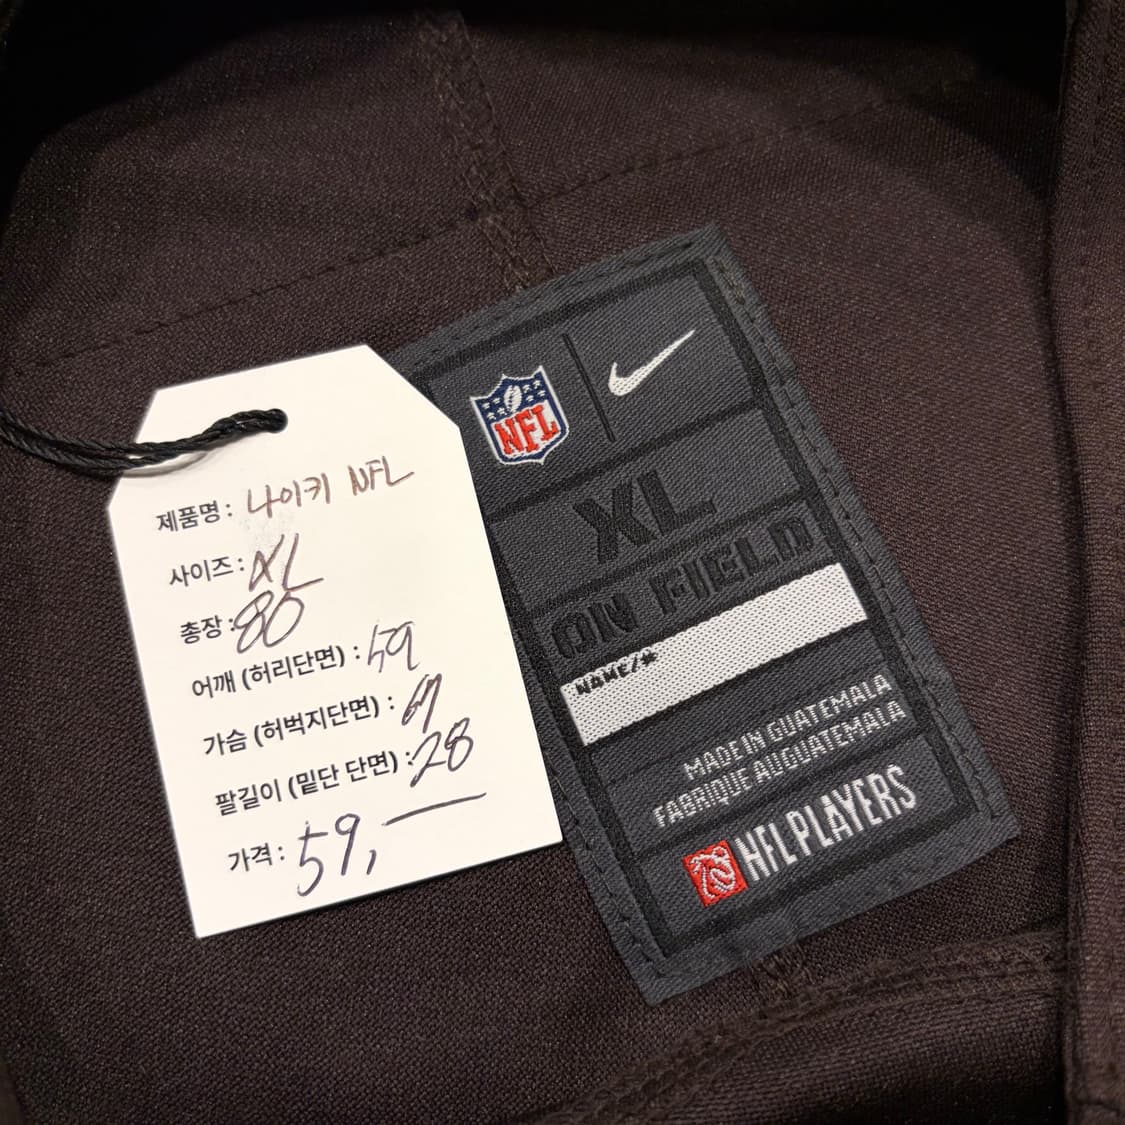 제품명 : 나이키 NFL
사이즈 : XL
총장 : 80
어깨 (허리단면) : 59
가슴 (허벅지단면) :
팔길이 (밑단 단면) : 28
가격 : 59, —
NFL
XL
ON FIELD
NAME/#
MADE IN GUATEMALA
FABRIQUE AU GUATEMALA
NFL PLAYERS